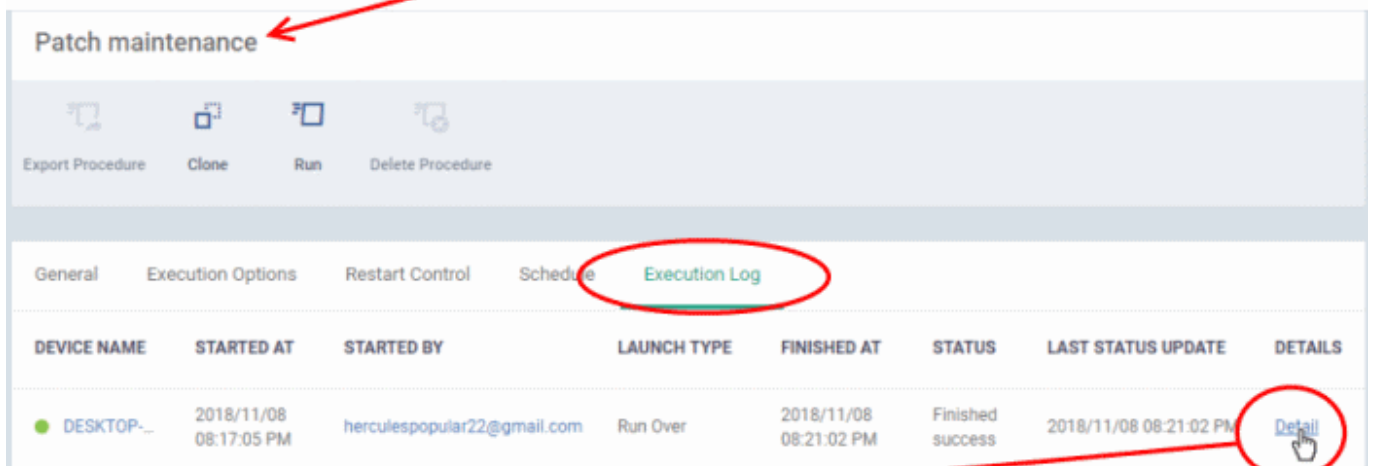 Patch maintenance
Export Procedure Clone Run Delete Procedure
General Execution Options Restart Control Schedule Execution Log
DEVICE NAME STARTED AT STARTED BY LAUNCH TYPE FINISHED AT STATUS LAST STATUS UPDATE DETAILS
DESKTOP-... 2018/11/08 08:17:05 PM herculespopular22@gmail.com Run Over 2018/11/08 08:21:02 PM Finished success 2018/11/08 08:21:02 PM Detail